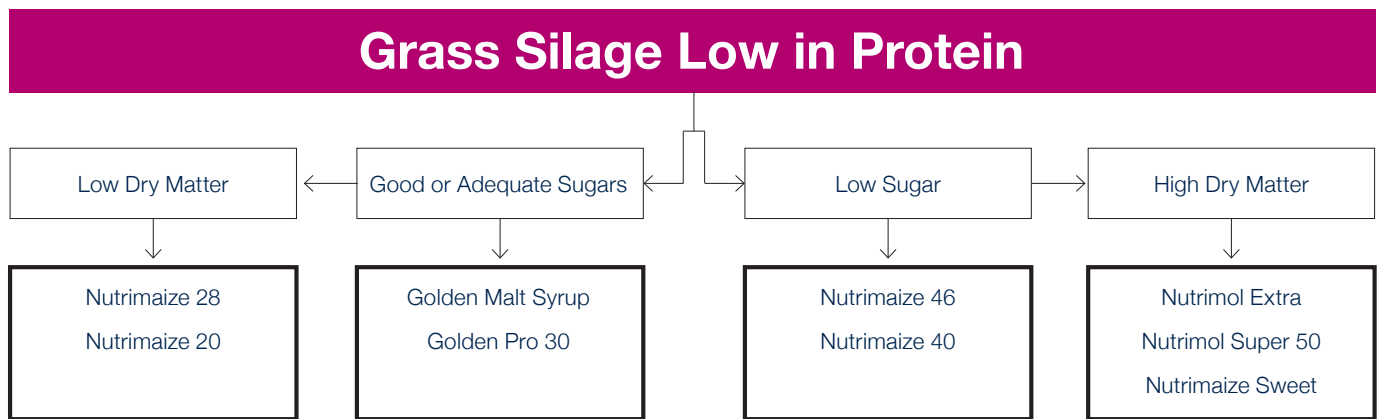 Grass Silage Low in Protein
Low Dry Matter
Good or Adequate Sugars
Low Sugar
High Dry Matter
Nutrimaize 28
Nutrimaize 20
Golden Malt Syrup
Golden Pro 30
Nutrimaize 46
Nutrimaize 40
Nutrimol Extra
Nutrimol Super 50
Nutrimaize Sweet